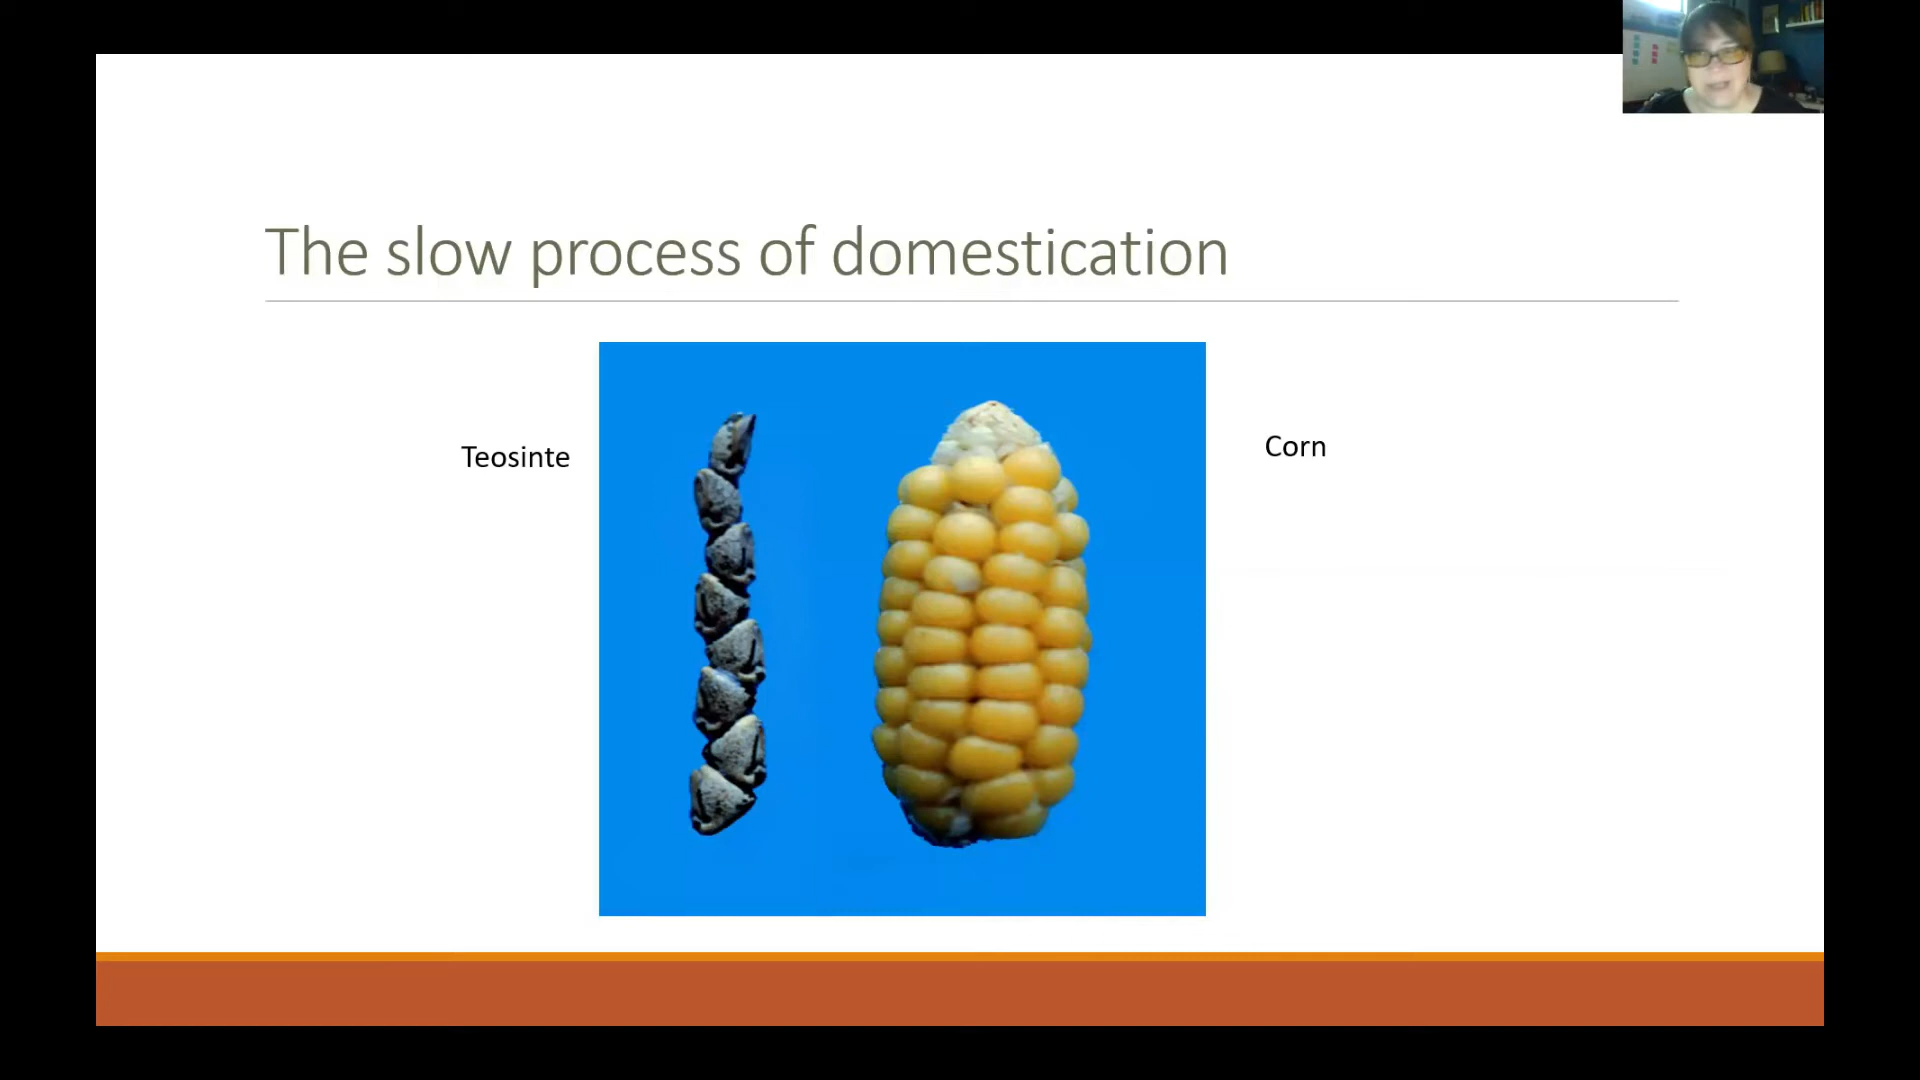 The slow process of domestication
Teosinte
Corn